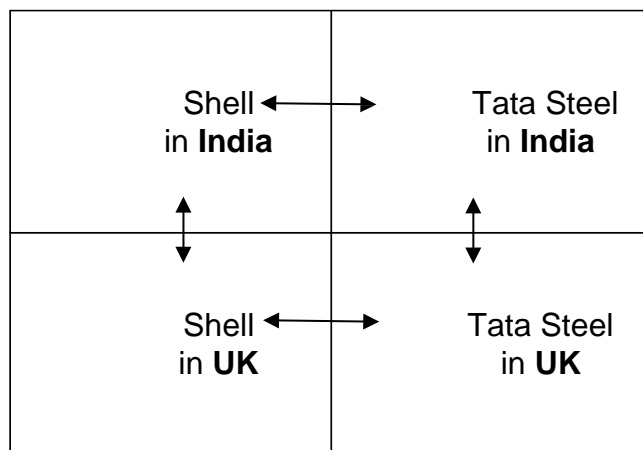 Shell
in India
Tata Steel
in India
Shell
in UK
Tata Steel
in UK